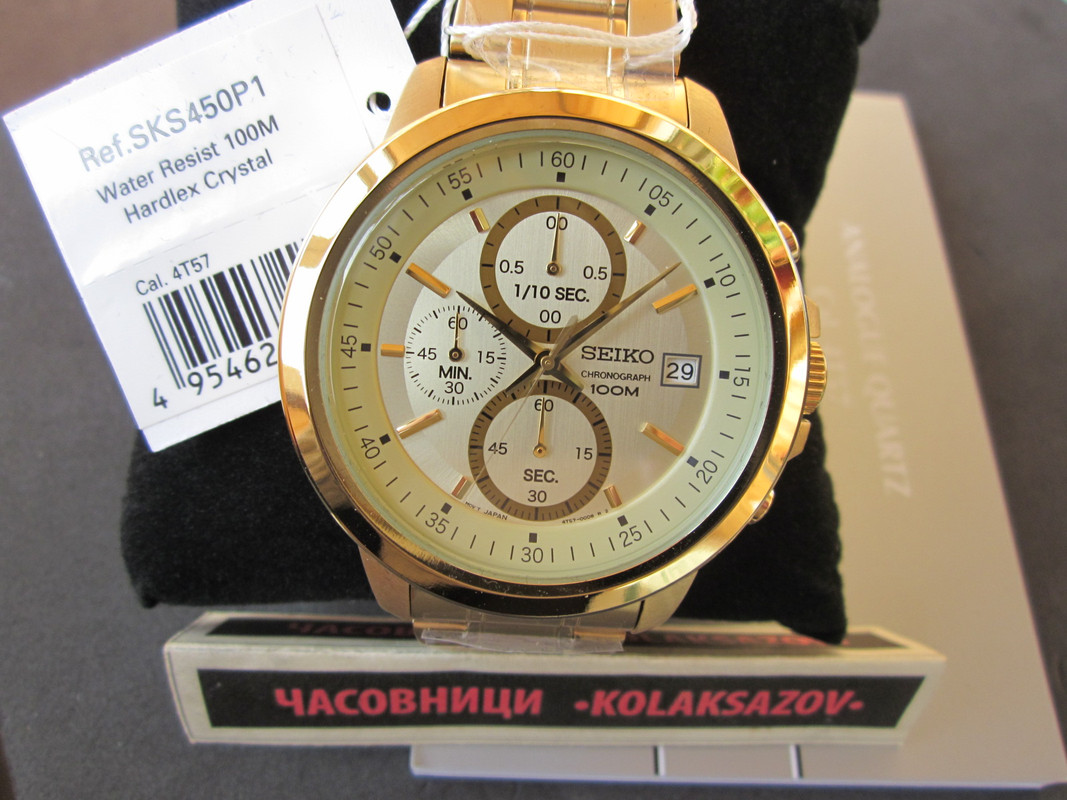 Ref.SKS450P1
Water Resist 100M
Hardlex Crystal
Cal. 4T57
4 95462
60
05
10
15
20
25
30
35
40
45
50
55
00
0.5 0.5
1/10 SEC.
00
60
45 15
MIN.
30
SEIKO
CHRONOGRAPH
100M
29
60
45 15
SEC.
30
JAPAN
ЧАСОВНИЦИ •KOLAKSAZOV•
QUARTZ